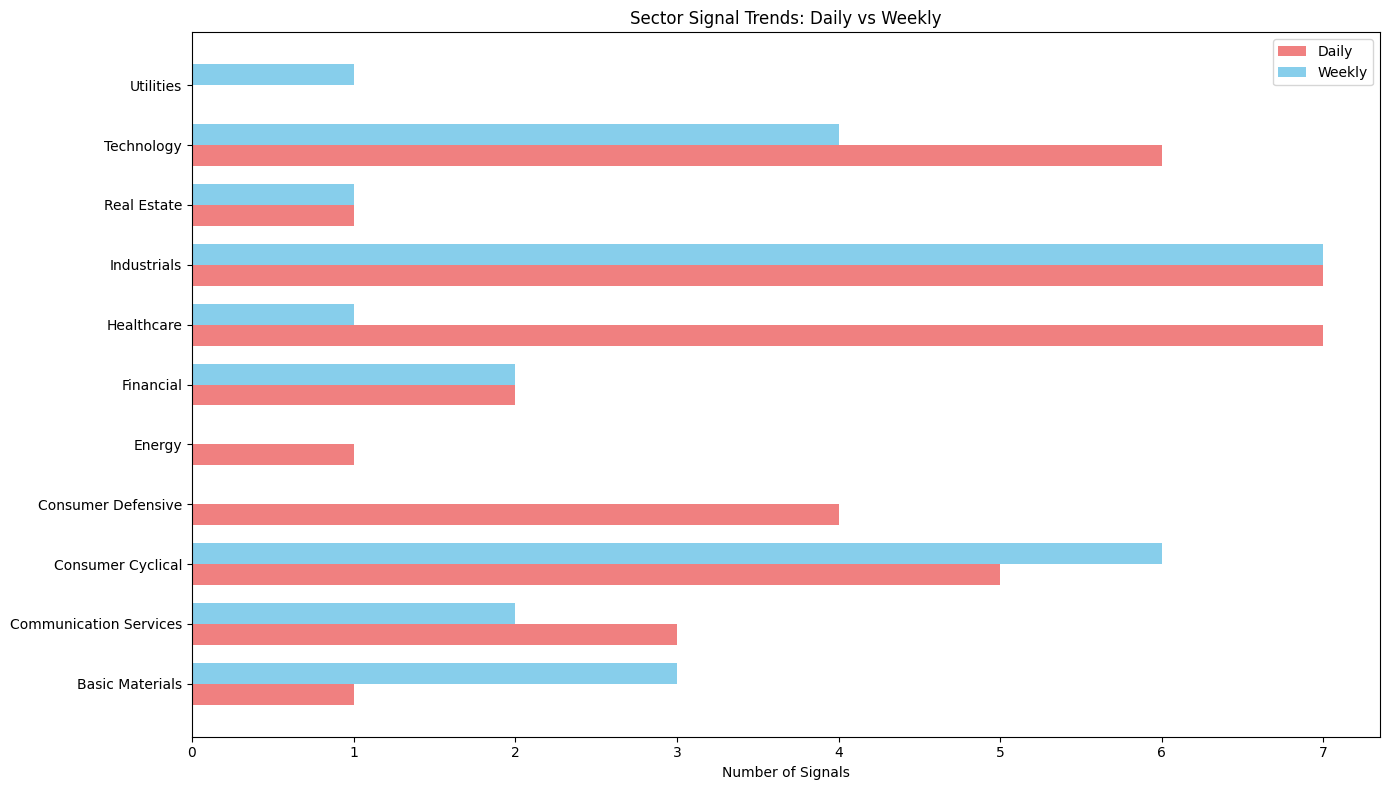 Sector Signal Trends: Daily vs Weekly
Daily
Weekly
Utilities
Technology
Real Estate
Industrials
Healthcare
Financial
Energy
Consumer Defensive
Consumer Cyclical
Communication Services
Basic Materials
0 1 2 3 4 5 6 7
Number of Signals